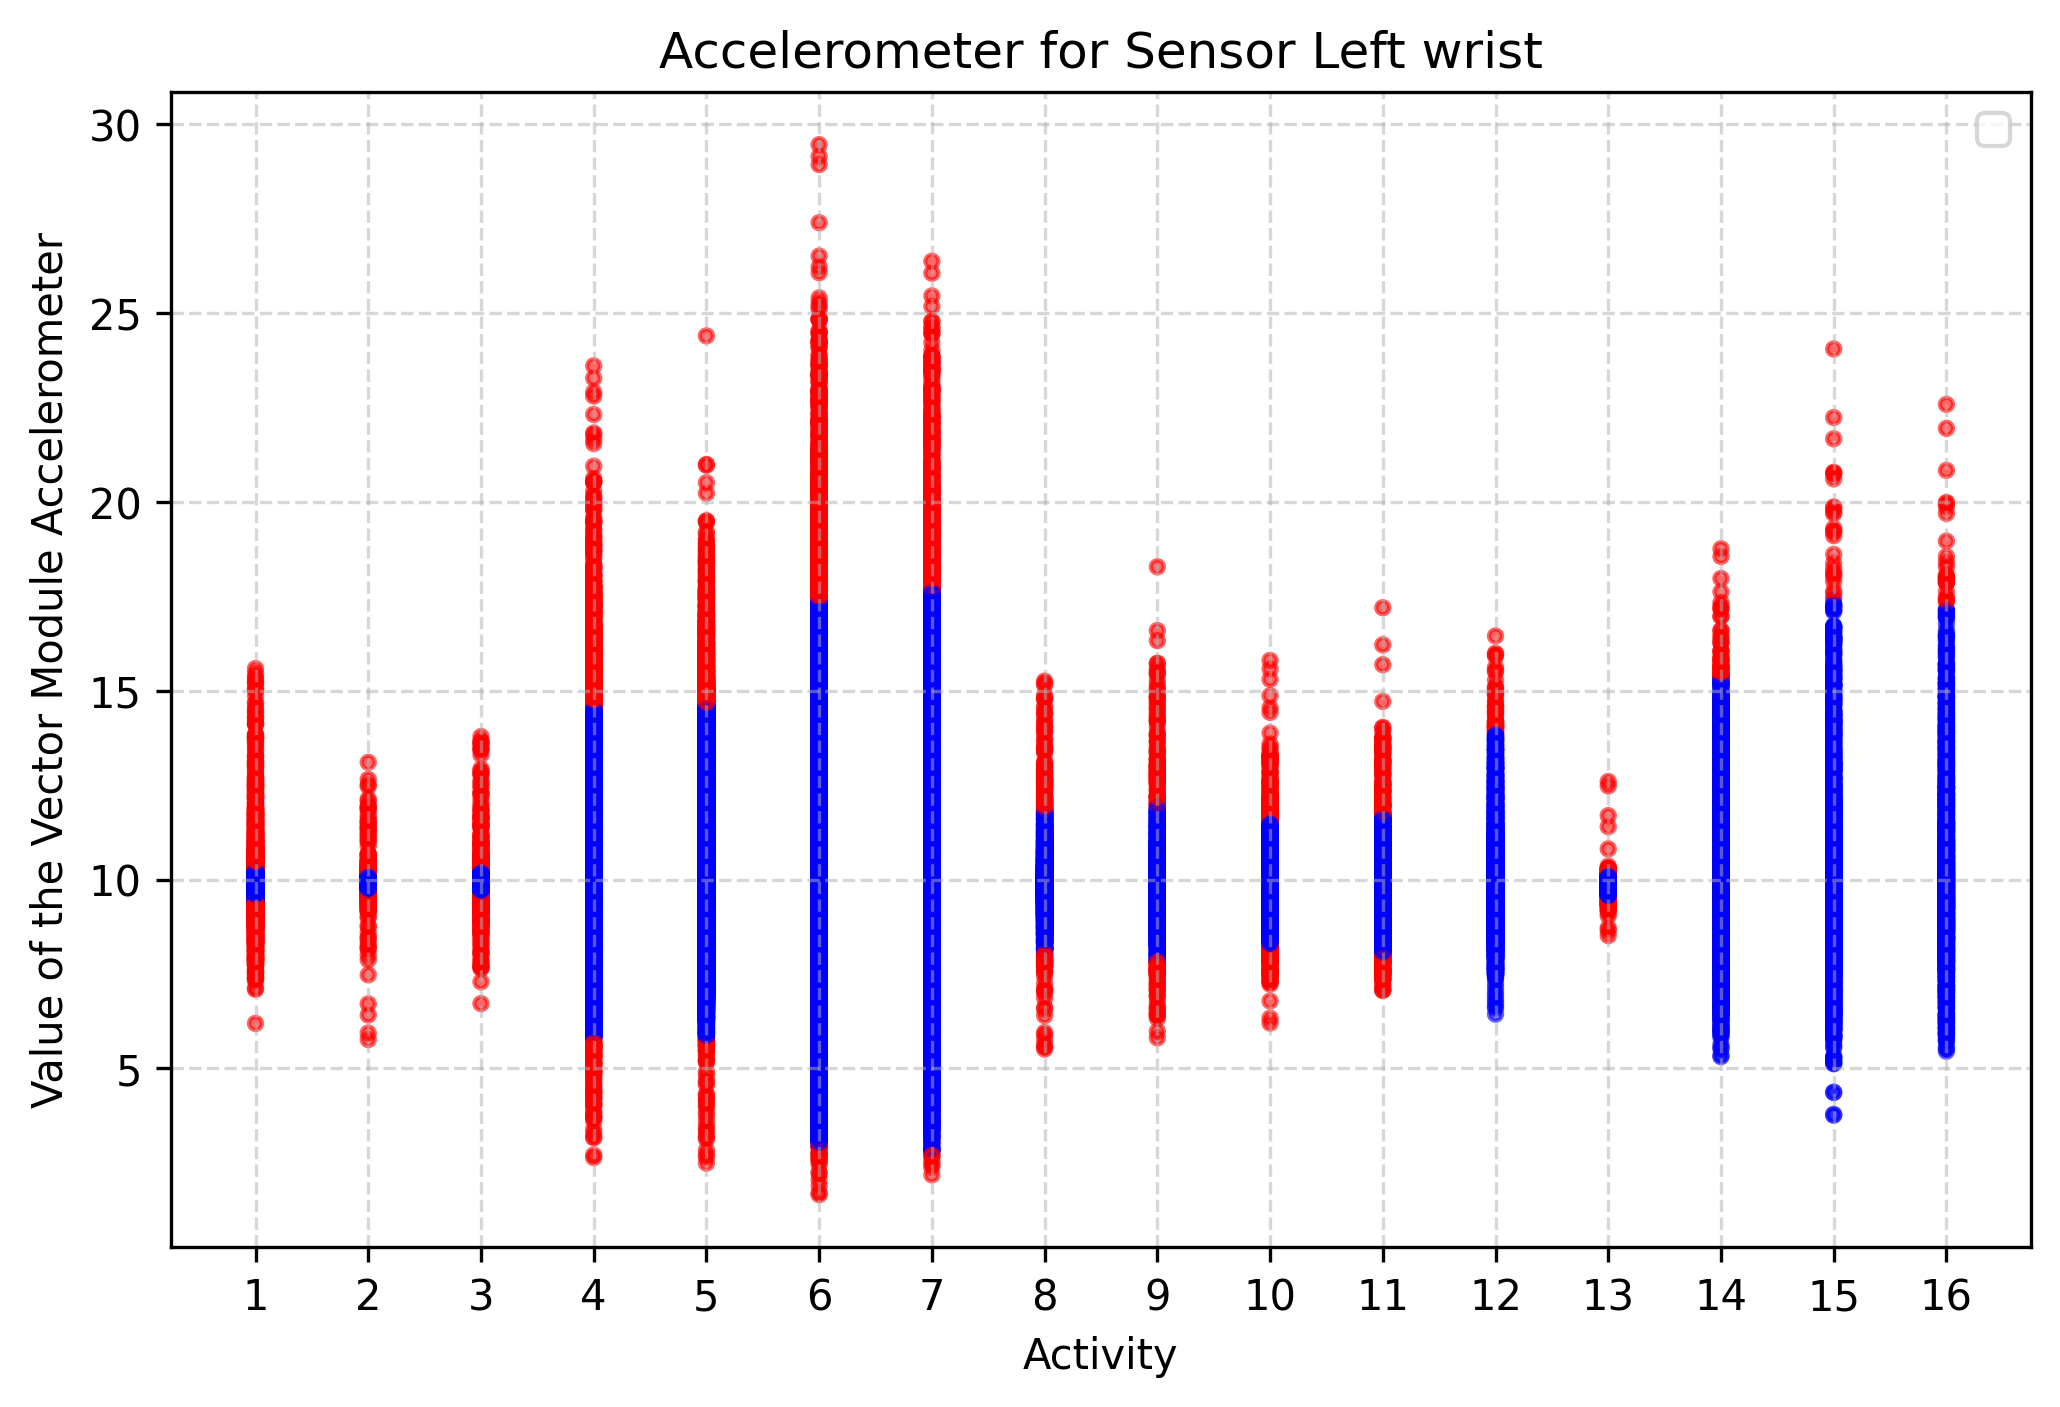 Accelerometer for Sensor Left wrist
Value of the Vector Module Accelerometer
30
25
20
15
10
5
1 2 3 4 5 6 7 8 9 10 11 12 13 14 15 16
Activity